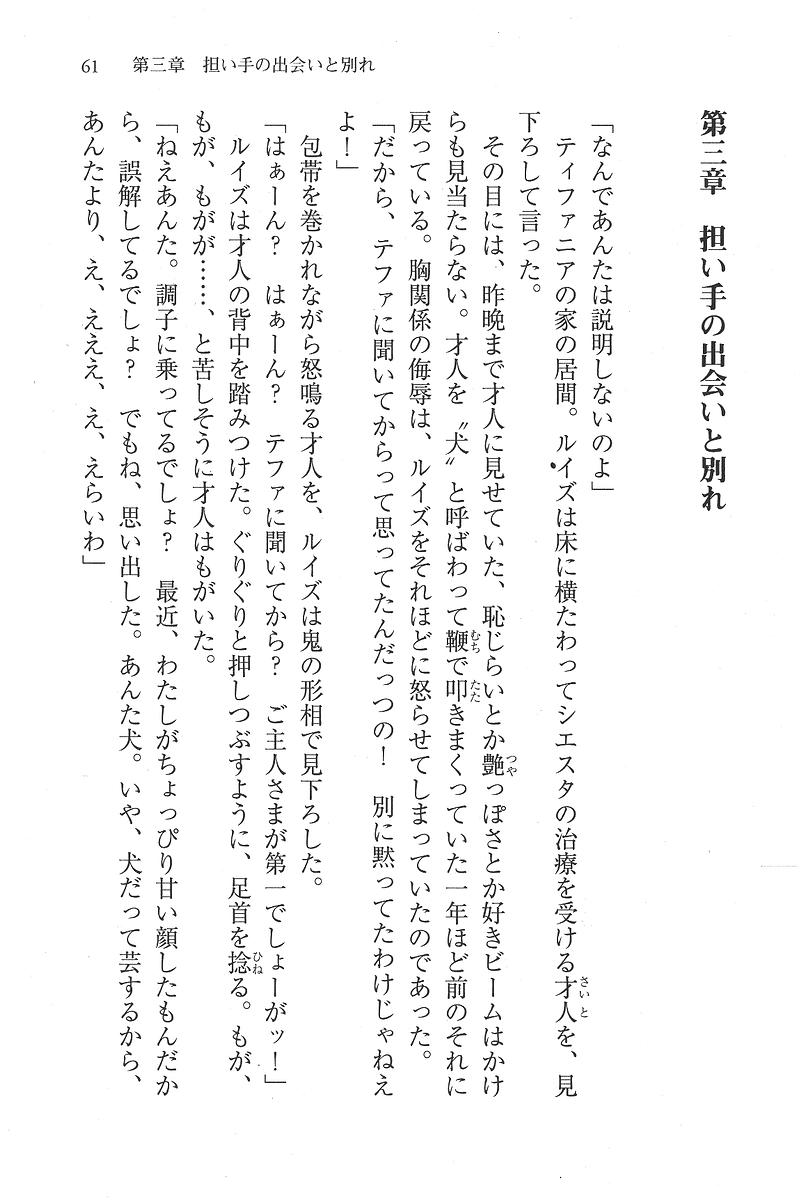 61　第三章　担い手の出会いと別れ
第三章　担い手の出会いと別れ
「なんであんたは説明しないのよ」
　ティファニアの家の居間。ルイズは床に横たわってシエスタの治療を受ける才人を、見
下ろして言った。
　その目には、昨晩まで才人に見せていた、恥じらいとか艶っぽさとか好きビームはかけ
らも見当たらない。才人を〝犬〟と呼ばわって鞭で叩きまくっていた一年ほど前のそれに
戻っている。胸関係の侮辱は、ルイズをそれほどに怒らせてしまっていたのであった。
「だから、テファに聞いてからって思ってたんだっつの！　別に黙ってたわけじゃねえ
よ！」
　包帯を巻かれながら怒鳴る才人を、ルイズは鬼の形相で見下ろした。
「はぁーん？　はぁーん？　テファに聞いてから？　ご主人さまが第一でしょーがッ！」
　ルイズは才人の背中を踏みつけた。ぐりぐりと押しつぶすように、足首を捻る。もが、
もが、もがが……、と苦しそうに才人はもがいた。
「ねえあんた。調子に乗ってるでしょ？　最近、わたしがちょっぴり甘い顔したもんだか
ら、誤解してるでしょ？　でもね、思い出した。あんた犬。いや、犬だって芸するから、
あんたより、え、えええ、え、えらいわ」